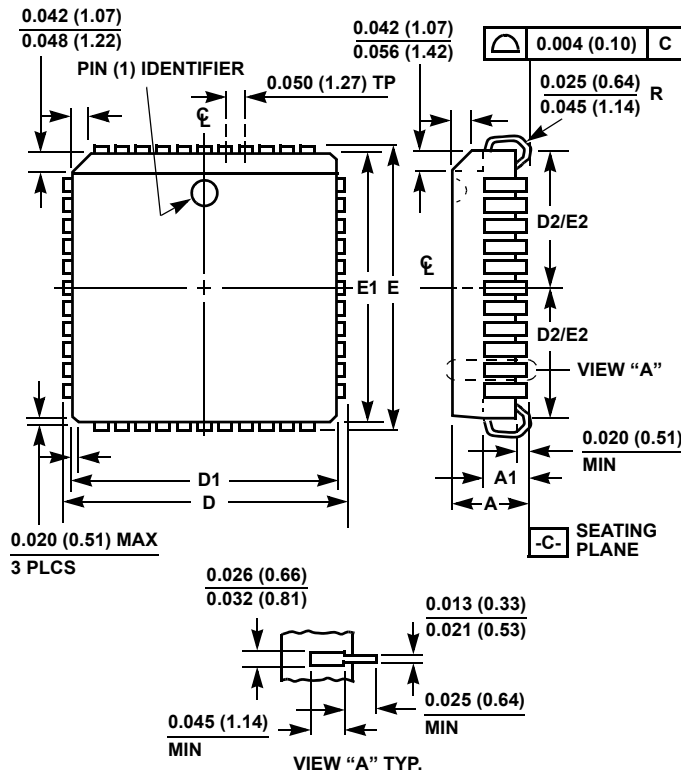 0.042 (1.07)
0.048 (1.22)
PIN (1) IDENTIFIER
0.050 (1.27) TP
℄
0.042 (1.07)
0.056 (1.42)
0.004 (0.10) C
0.025 (0.64)
0.045 (1.14)
R
D2/E2
℄
E1
E
D2/E2
VIEW “A”
0.020 (0.51)
MIN
A1
A
D1
D
0.020 (0.51) MAX
3 PLCS
-C-
SEATING
PLANE
0.026 (0.66)
0.032 (0.81)
0.013 (0.33)
0.021 (0.53)
0.045 (1.14)
MIN
0.025 (0.64)
MIN
VIEW “A” TYP.